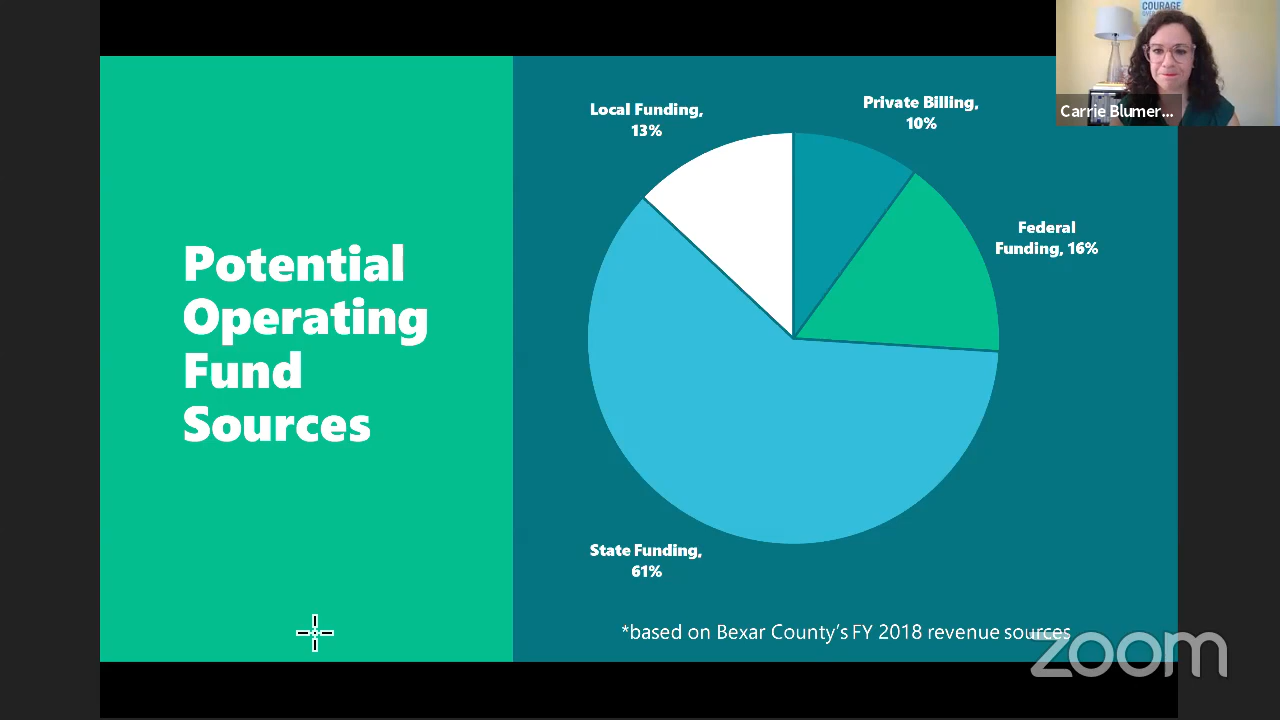 COURAGE
Carrie Blumer...
Potential
Operating
Fund
Sources
Local Funding,
13%
Private Billing,
10%
Federal
Funding, 16%
State Funding,
61%
*based on Bexar County's FY 2018 revenue sources
zoom